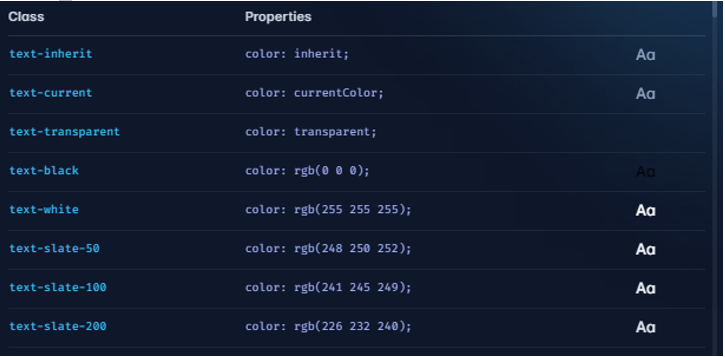 Class Properties
text-inherit color: inherit; Aa
text-current color: currentColor; Aa
text-transparent color: transparent;
text-black color: rgb(0 0 0); Aa
text-white color: rgb(255 255 255); Aa
text-slate-50 color: rgb(248 250 252); Aa
text-slate-100 color: rgb(241 245 249); Aa
text-slate-200 color: rgb(226 232 240); Aa